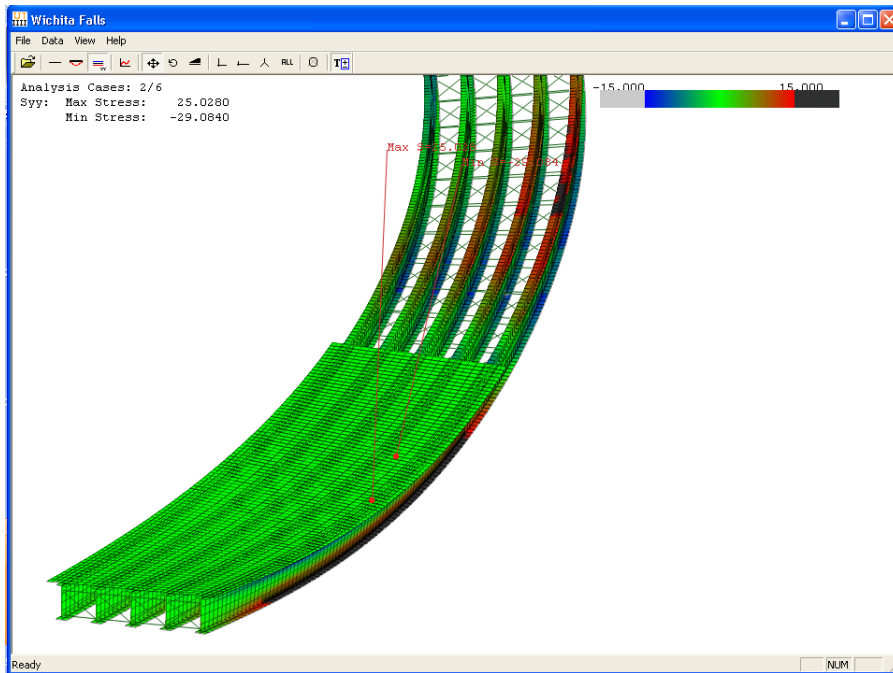 Wichita Falls
File Data View Help
ALL T
Analysis Cases: 2/6
Syy: Max Stress: 25.0280
Min Stress: -29.0840
-15.000 15.000
Ready
NUM